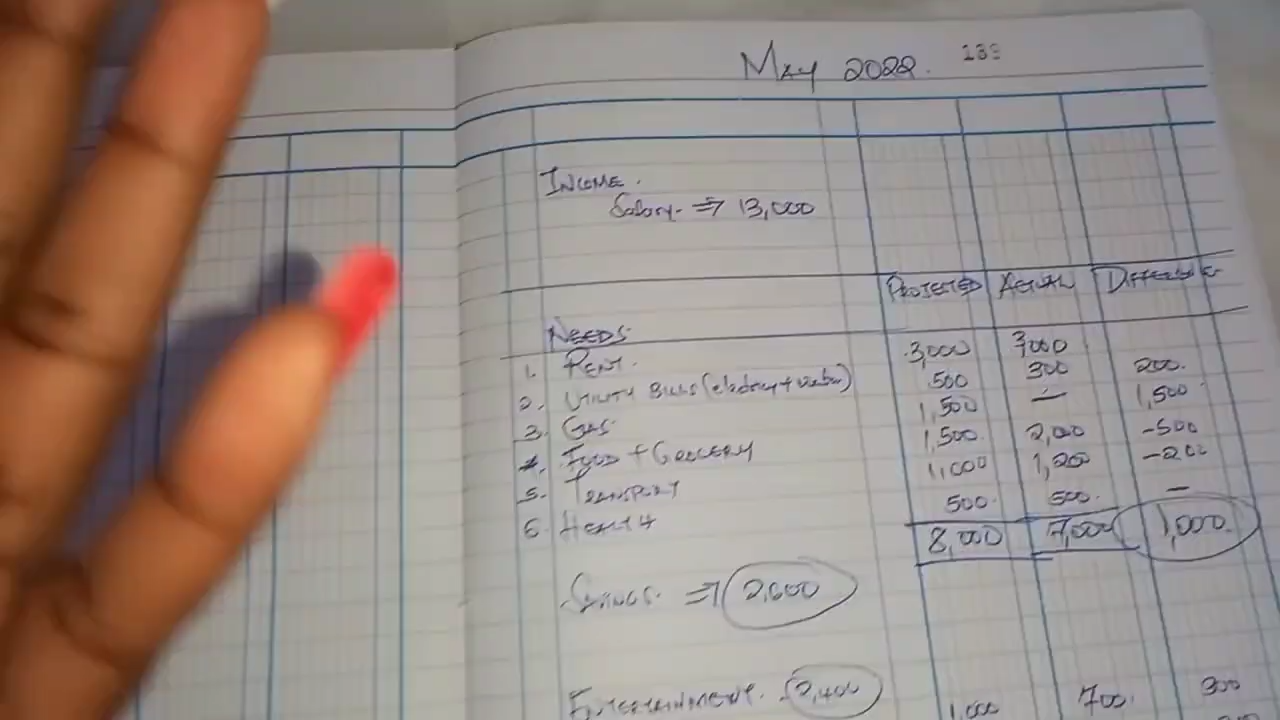 May 2022. 139
INCOME.
Salary. ⇒ 13,000
PROJECTED ACTUAL DIFFERENCE
NEEDS.
1. RENT. 3,000 3000
2. UTILITY BILLS (electricity + water) 500 300 200.
3. GAS. 1,500 — 1,500
4. FOOD + GROCERY 1,500. 2,000 -500
5. TRANSPORT 1,000 1,200 -200
6. HEALTH 500. 500. —
8,000 7,000 1,000.
SAVINGS. ⇒ 2,600
ENTERTAINMENT. 2,400
1,000 700. 300